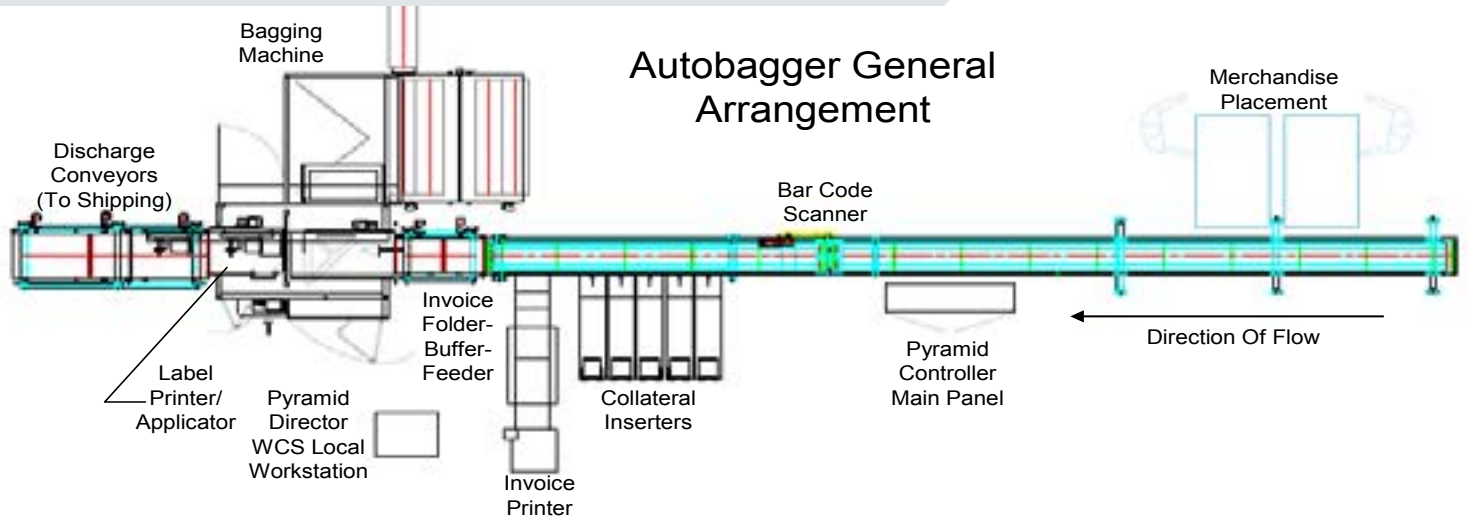 Autobagger General
Arrangement
Bagging
Machine
Merchandise
Placement
Discharge
Conveyors
(To Shipping)
Bar Code
Scanner
Direction Of Flow
Label
Printer/
Applicator
Pyramid
Director
WCS Local
Workstation
Invoice
Folder-
Buffer-
Feeder
Invoice
Printer
Collateral
Inserters
Pyramid
Controller
Main Panel